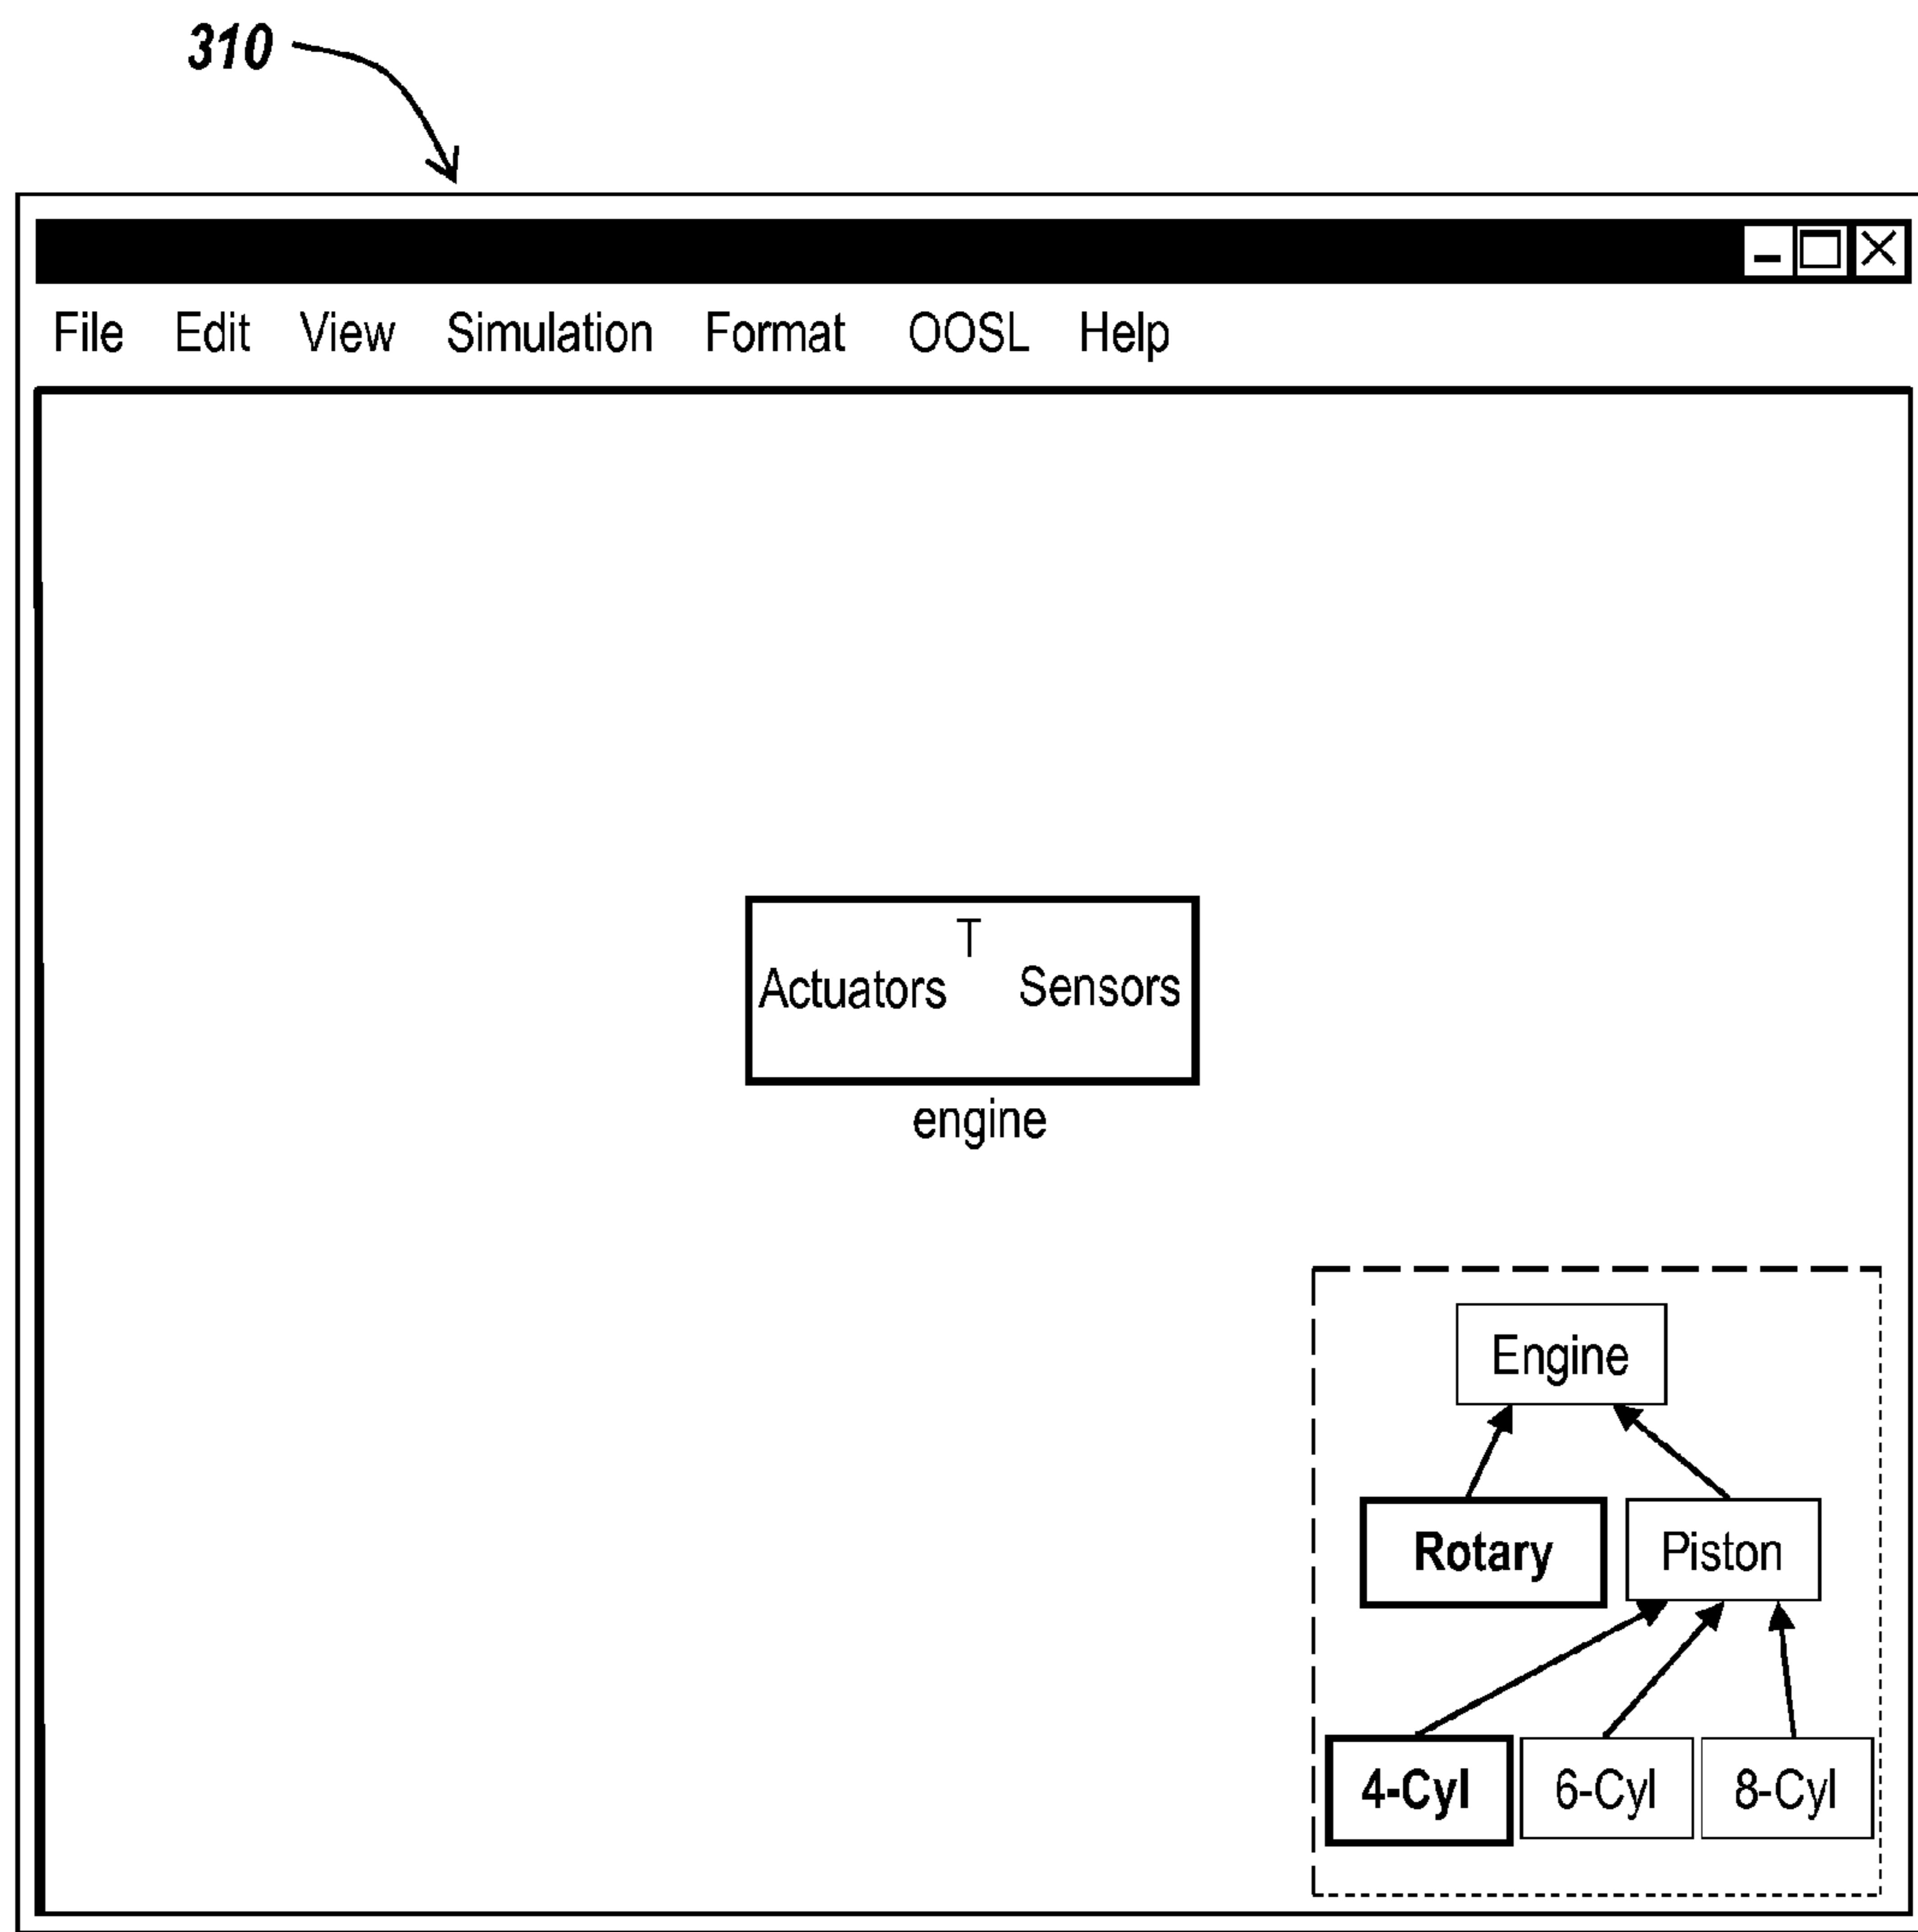 310
File Edit View Simulation Format OOSL Help
T
Actuators Sensors
engine
Engine
Rotary Piston
4-Cyl 6-Cyl 8-Cyl